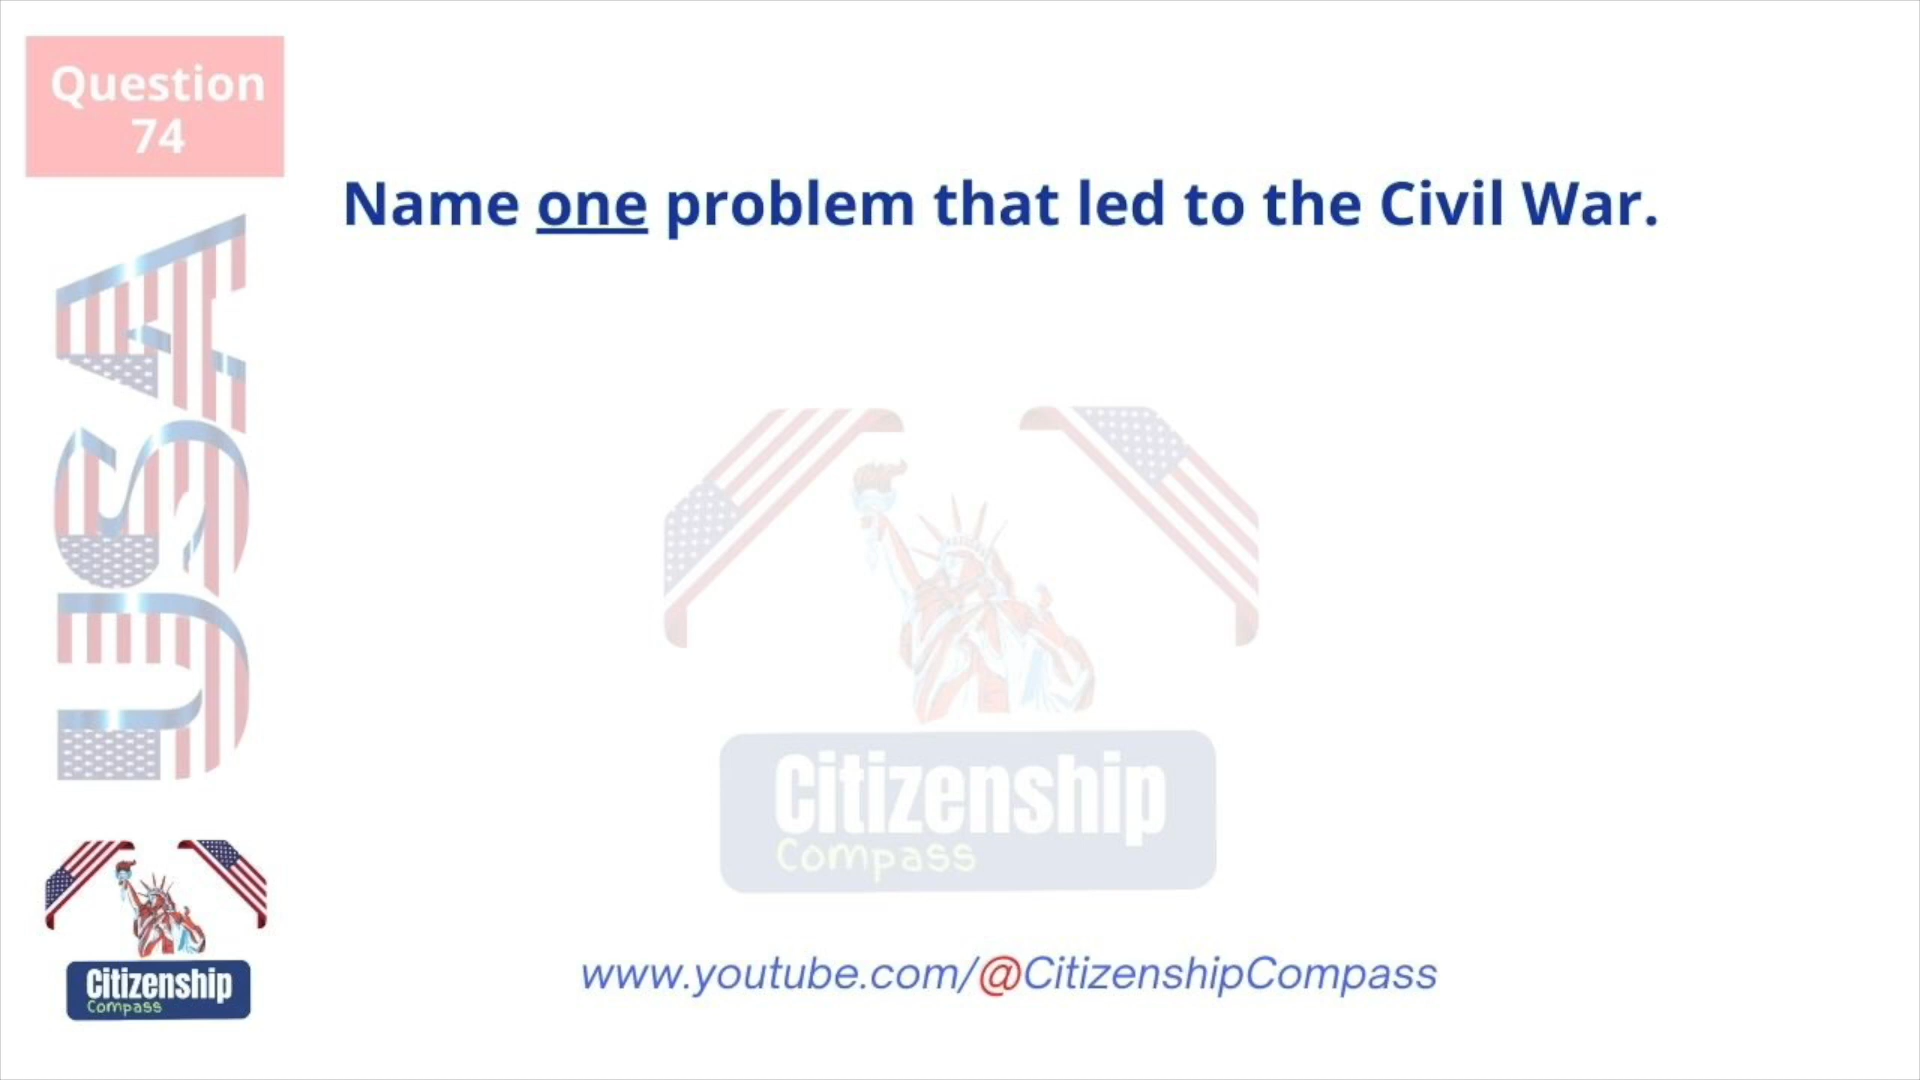 Question
74
Name one problem that led to the Civil War.
USA
Citizenship
Compass
Citizenship
Compass
www.youtube.com/@CitizenshipCompass